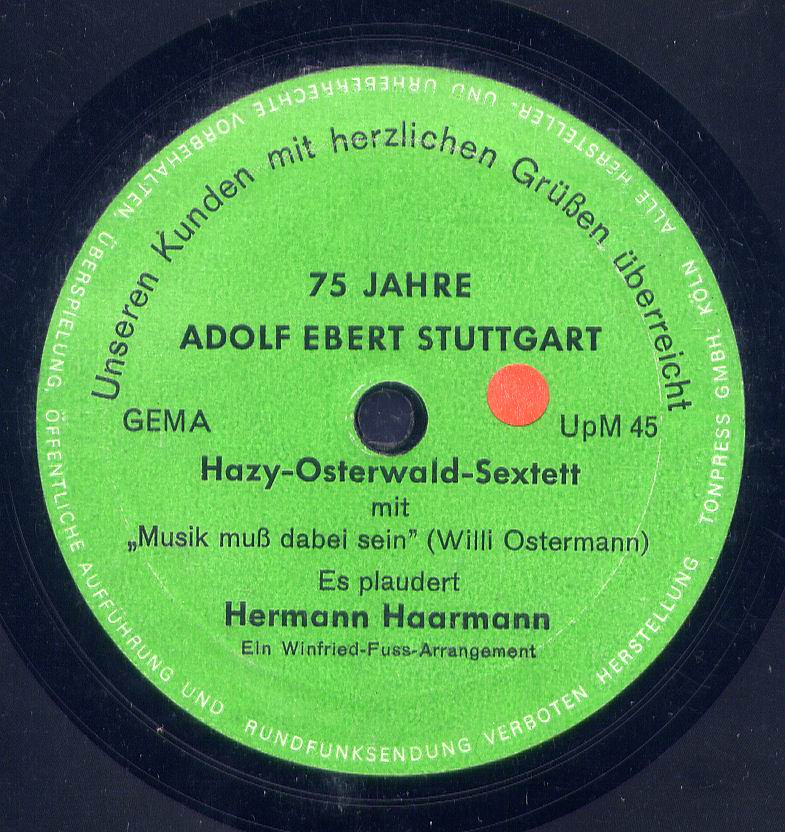 Unseren Kunden mit herzlichen Grüßen überreicht
75 JAHRE
ADOLF EBERT STUTTGART
GEMA
UpM 45
Hazy-Osterwald-Sextett
mit
„Musik muß dabei sein” (Willi Ostermann)
Es plaudert
Hermann Haarmann
Ein Winfried-Fuss-Arrangement
ALLE HERSTELLER- UND URHEBERRECHTE VORBEHALTEN. ÜBERSPIELUNG, ÖFFENTLICHE AUFFÜHRUNG UND RUNDFUNKSENDUNG VERBOTEN HERSTELLUNG TONPRESS GMBH. KÖLN